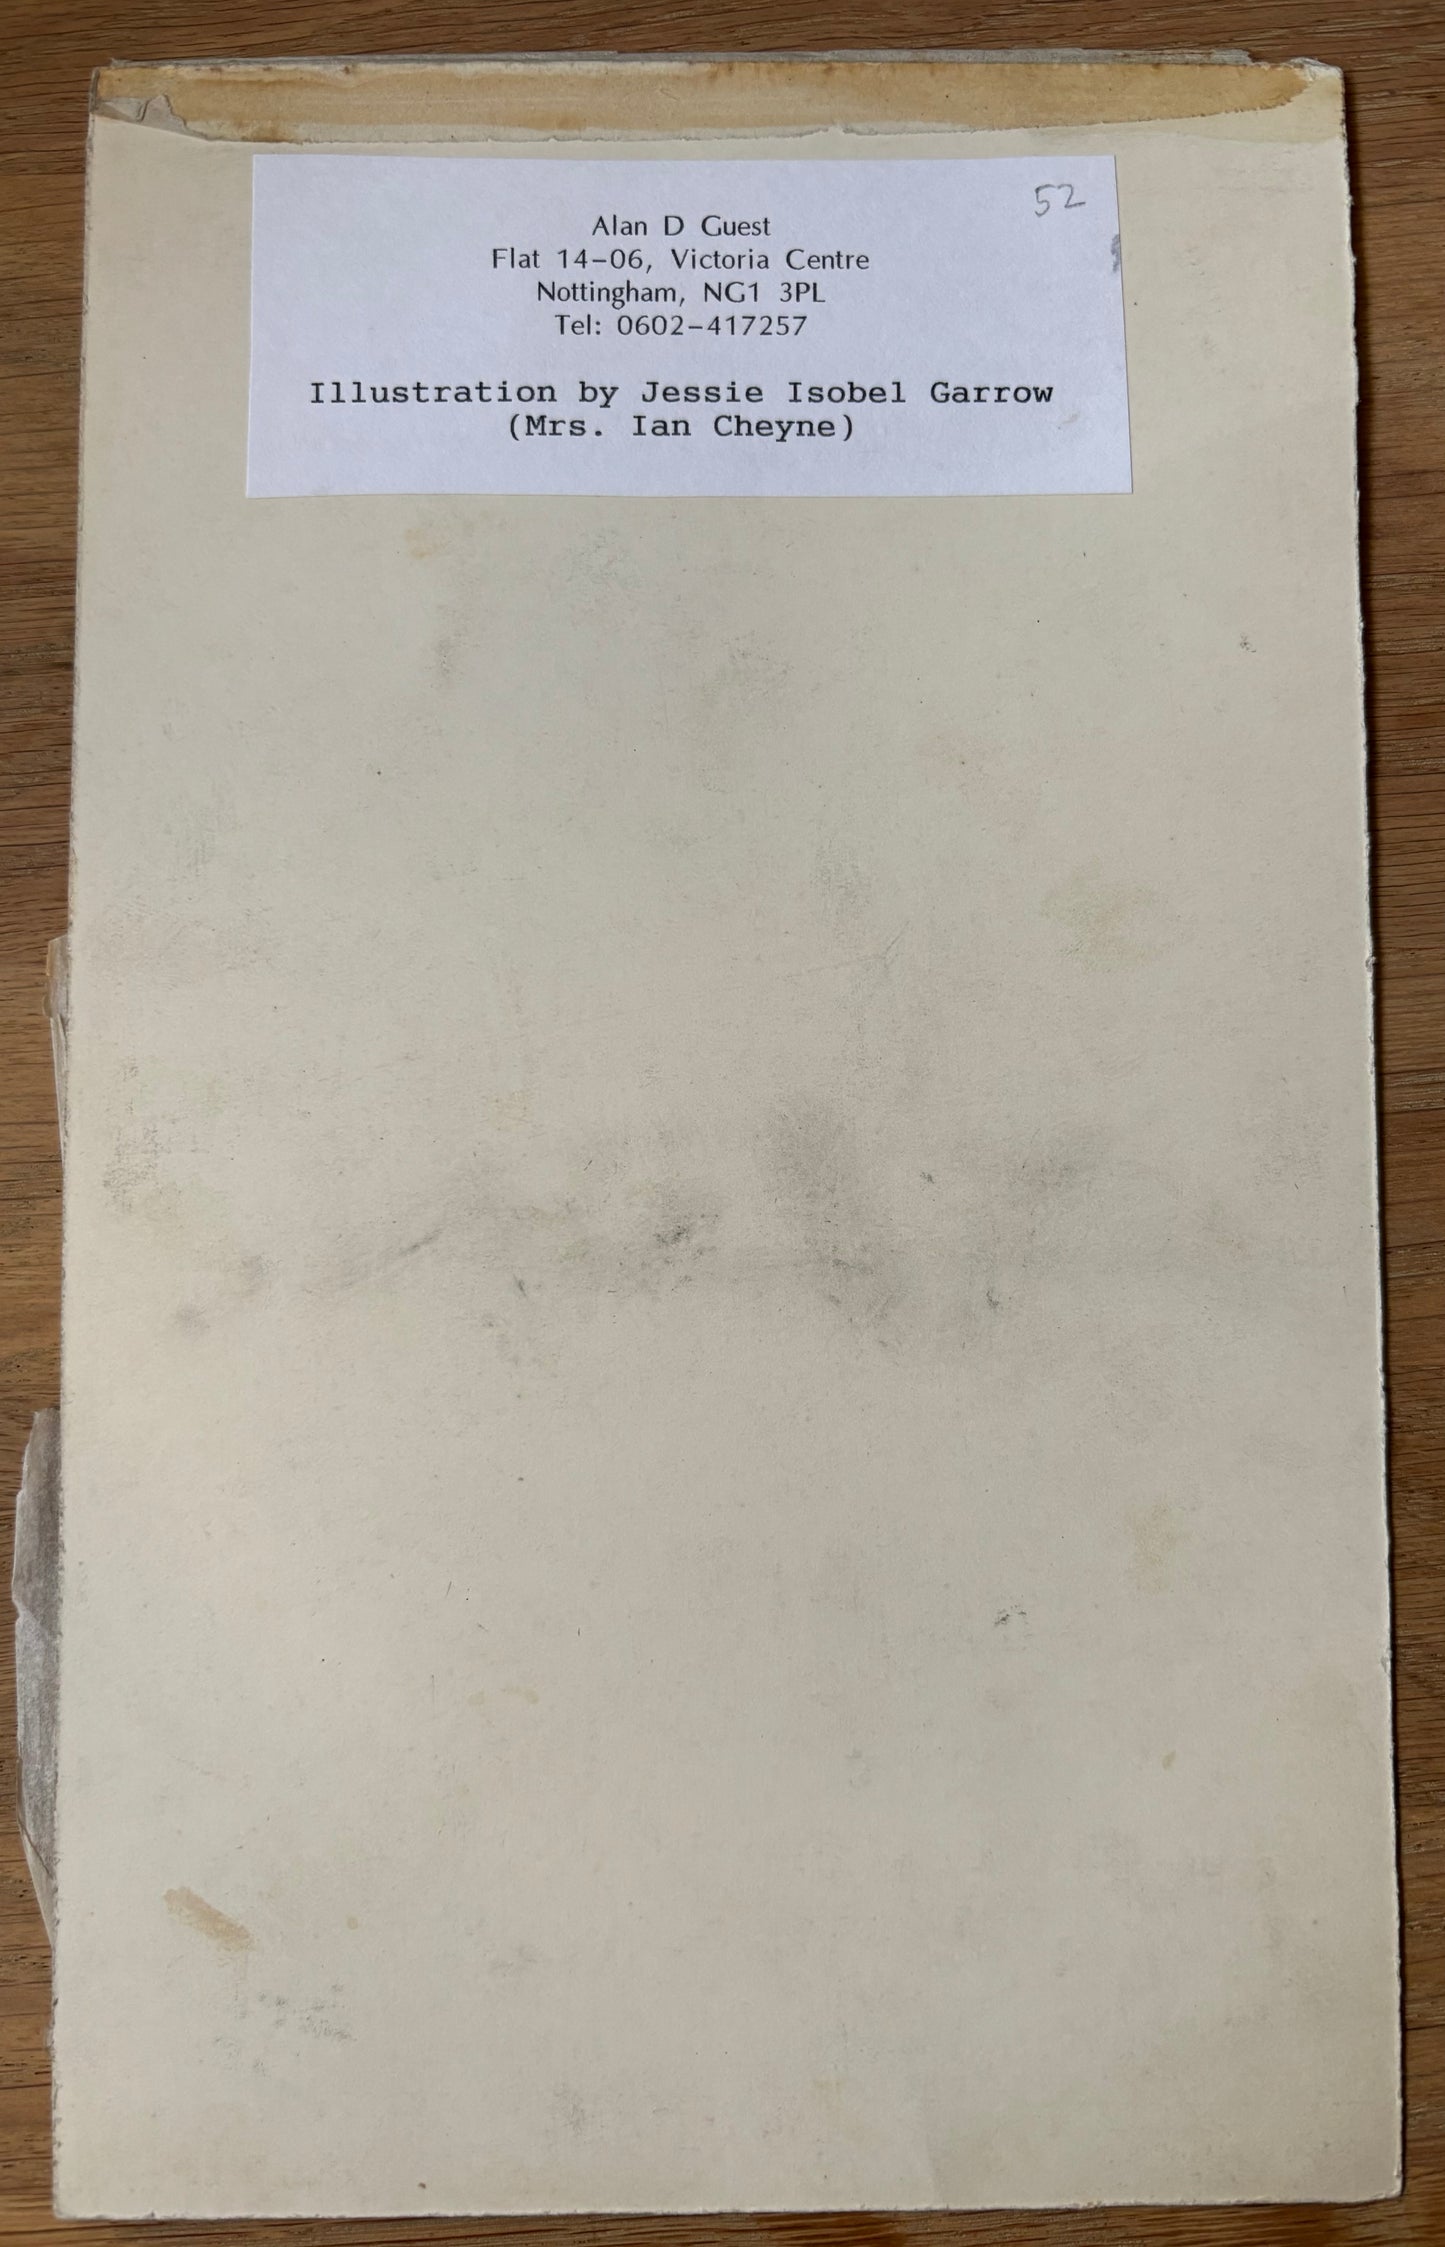 52
Alan D Guest
Flat 14-06, Victoria Centre
Nottingham, NG1 3PL
Tel: 0602-417257
Illustration by Jessie Isobel Garrow
(Mrs. Ian Cheyne)